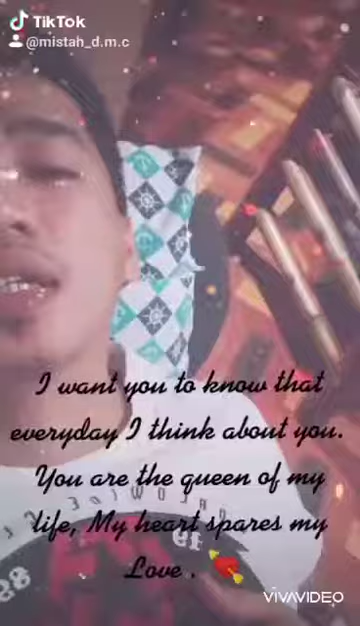 TikTok
@mistah_d.m.c
I want you to know that
everyday I think about you.
You are the queen of my
life, My heart spares my
Love .
VIVAVIDEO